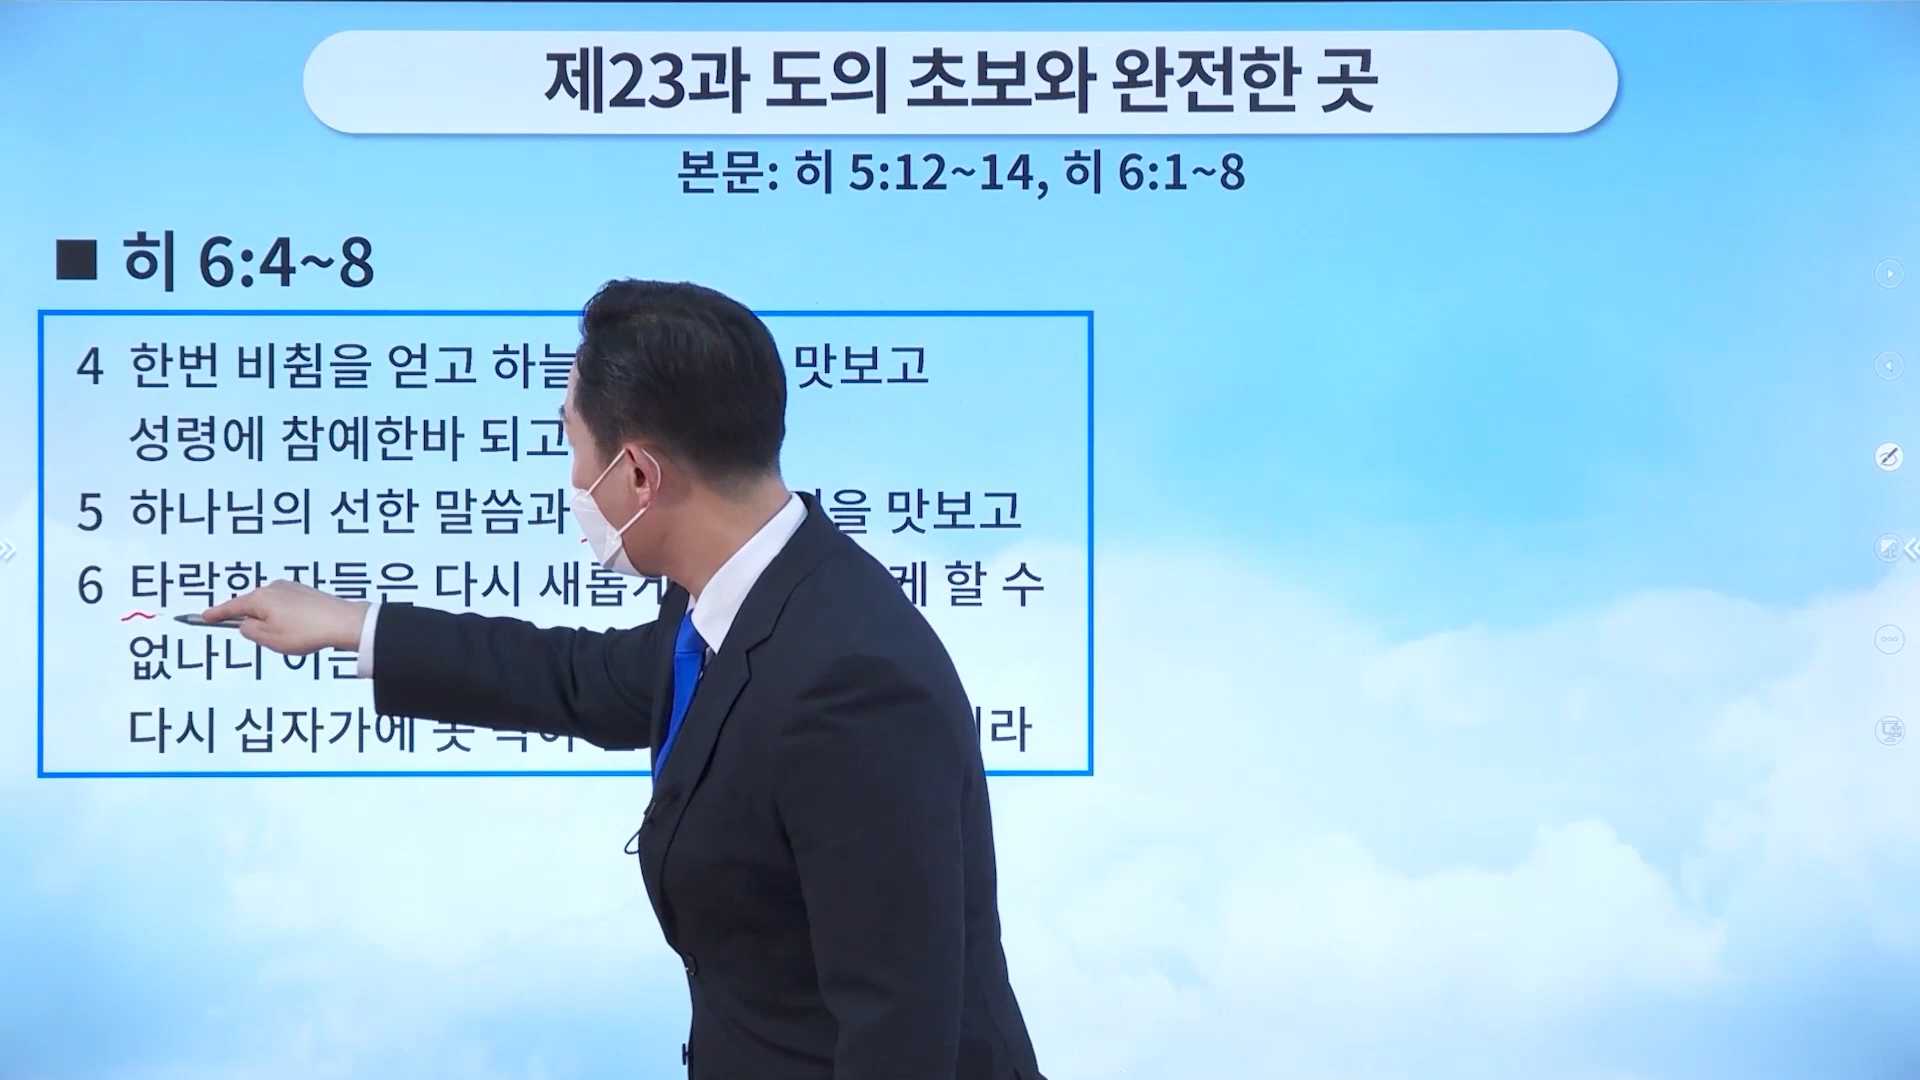 제23과 도의 초보와 완전한 곳
본문: 히 5:12~14, 히 6:1~8
■ 히 6:4~8
4 한번 비췸을 얻고 맛보고
성령에 참예한바 되고
5 하나님의 선한 말씀과 맛보고
6 타락한 자들은 다시 새롭게 할 수
없나니
다시 십자가에 못